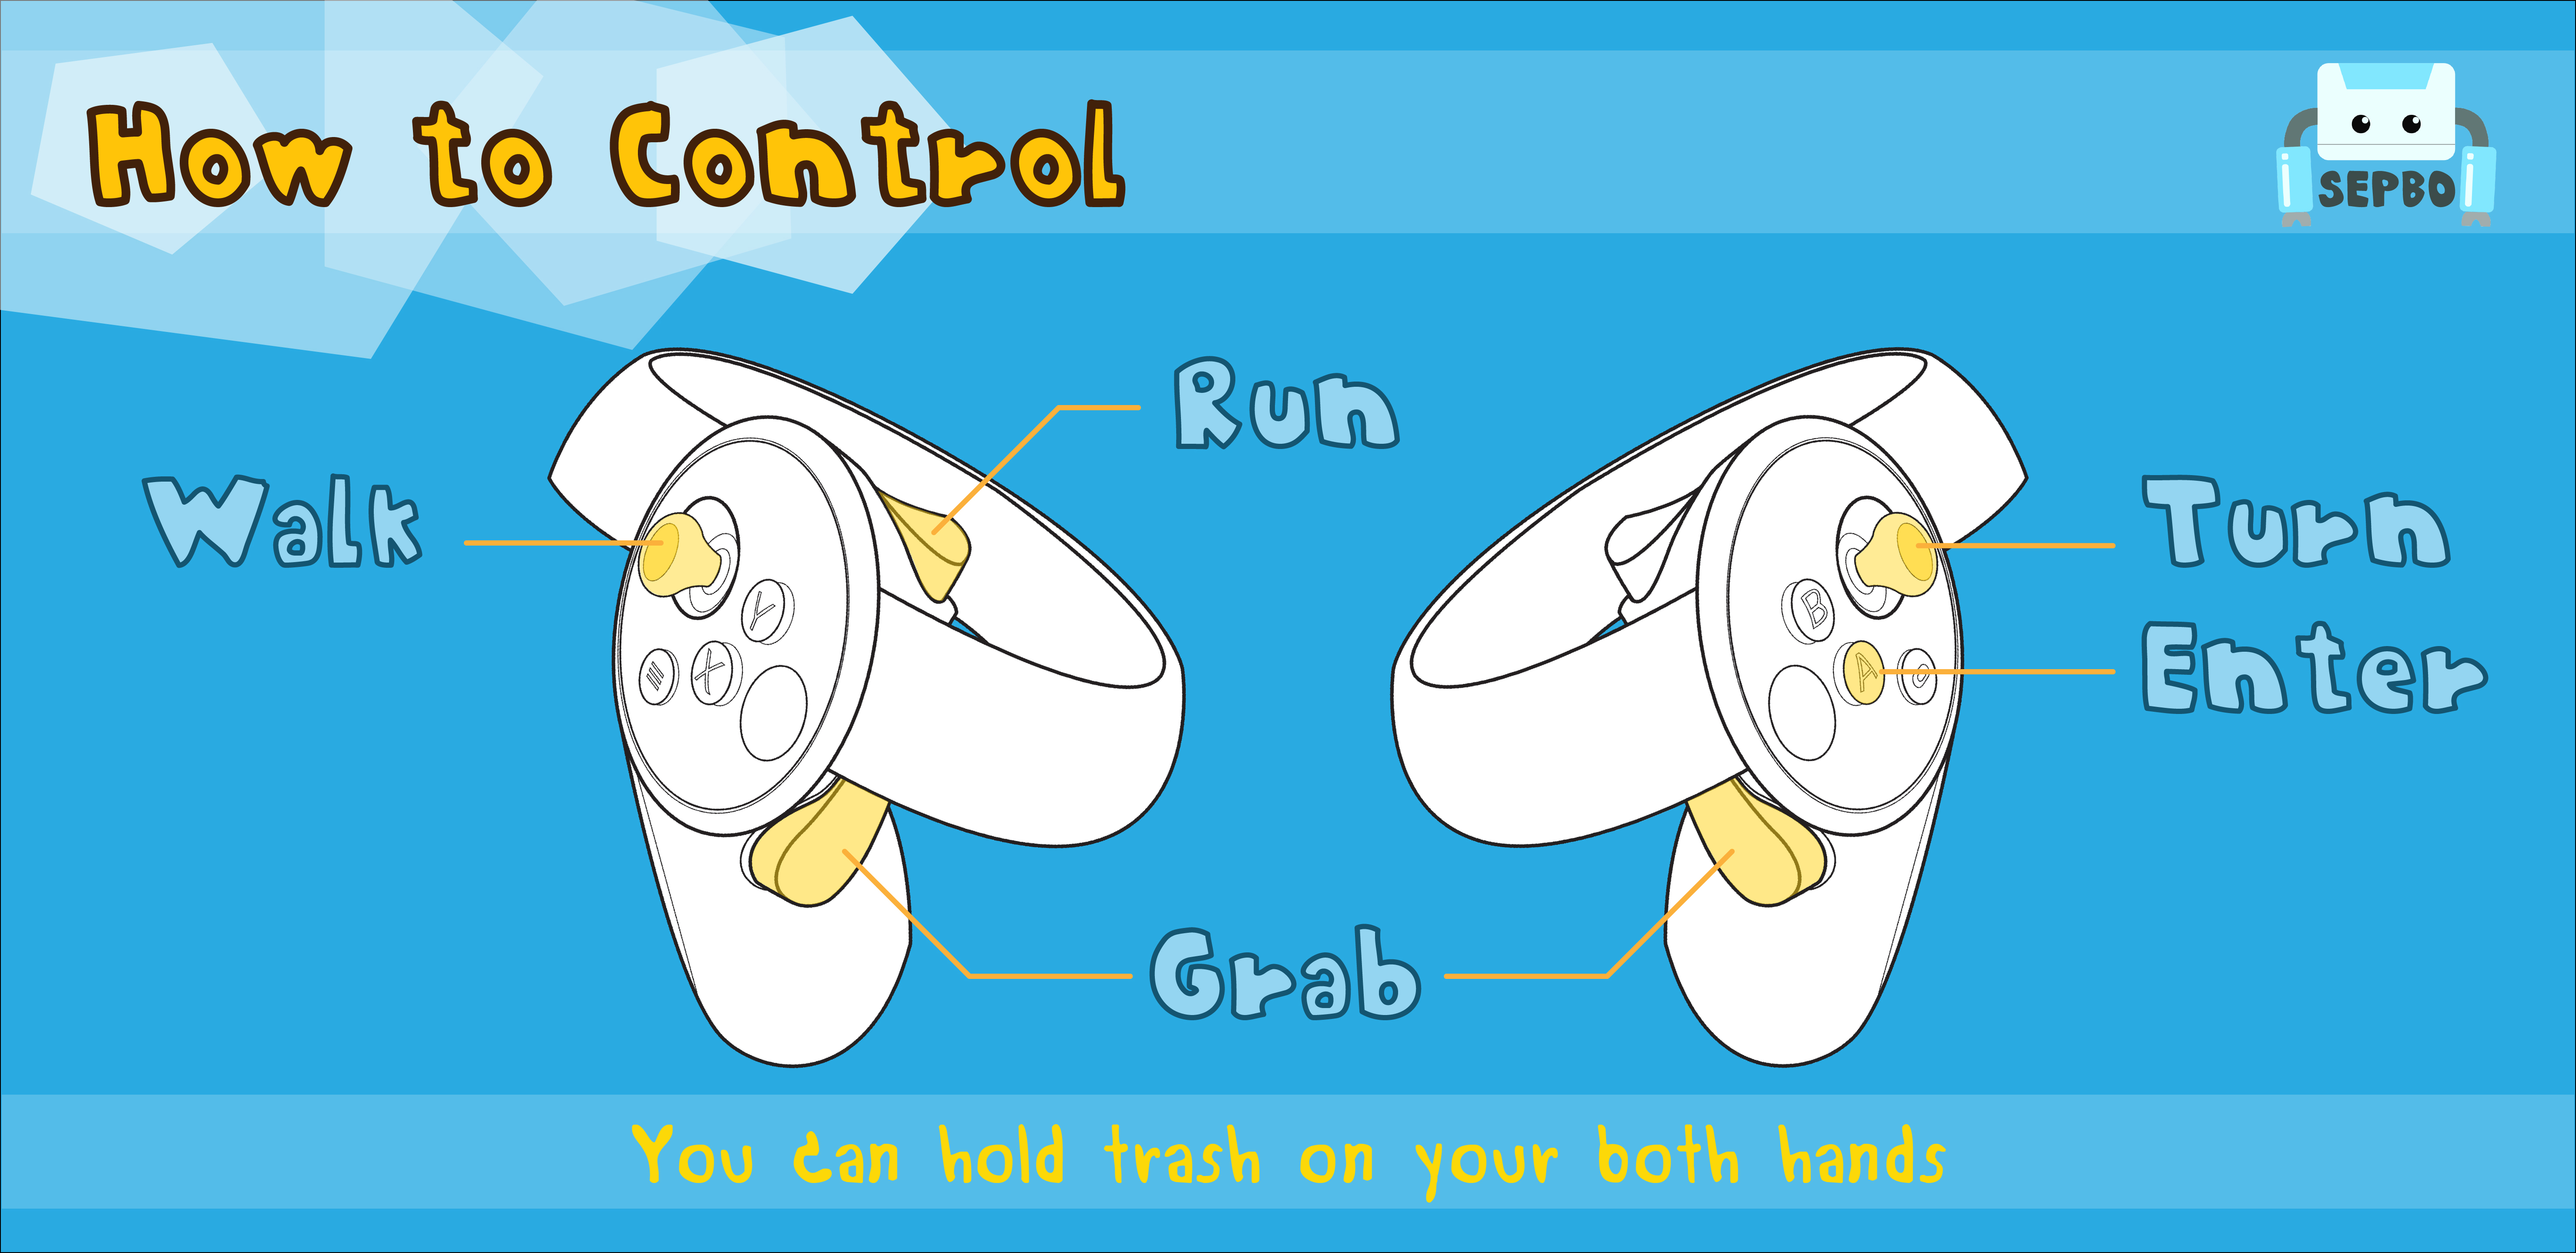 How to Control
SEPBO
Run
Walk
Turn
Y
B
X
A
Enter
Grab
You can hold trash on your both hands